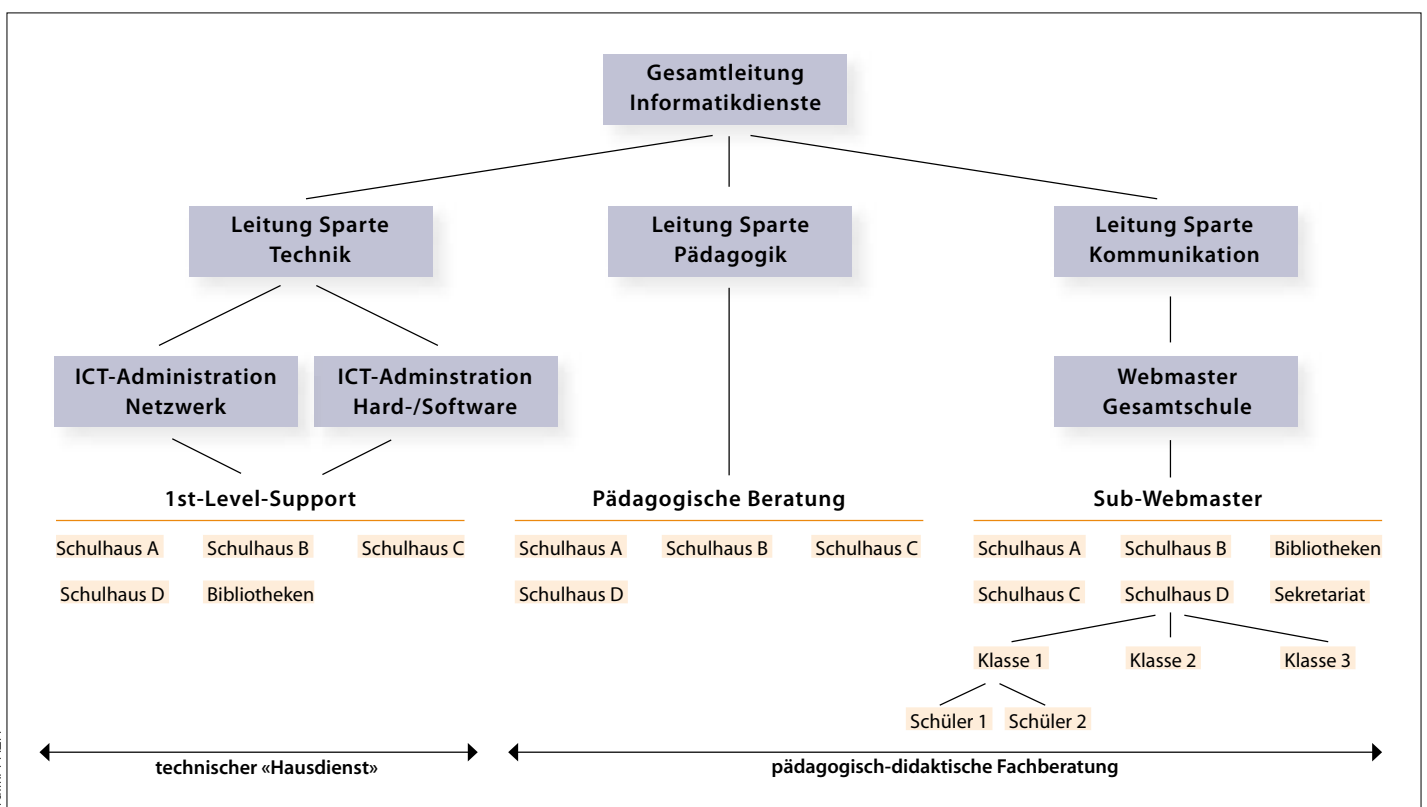 Gesamtleitung
Informatikdienste
Leitung Sparte
Technik
Leitung Sparte
Pädagogik
Leitung Sparte
Kommunikation
ICT-Administration
Netzwerk
ICT-Adminstration
Hard-/Software
Webmaster
Gesamtschule
1st-Level-Support
Schulhaus A Schulhaus B Schulhaus C
Schulhaus D Bibliotheken
Pädagogische Beratung
Schulhaus A Schulhaus B Schulhaus C
Schulhaus D
Sub-Webmaster
Schulhaus A Schulhaus B Bibliotheken
Schulhaus C Schulhaus D Sekretariat
Klasse 1 Klasse 2 Klasse 3
Schüler 1 Schüler 2
technischer «Hausdienst»
pädagogisch-didaktische Fachberatung